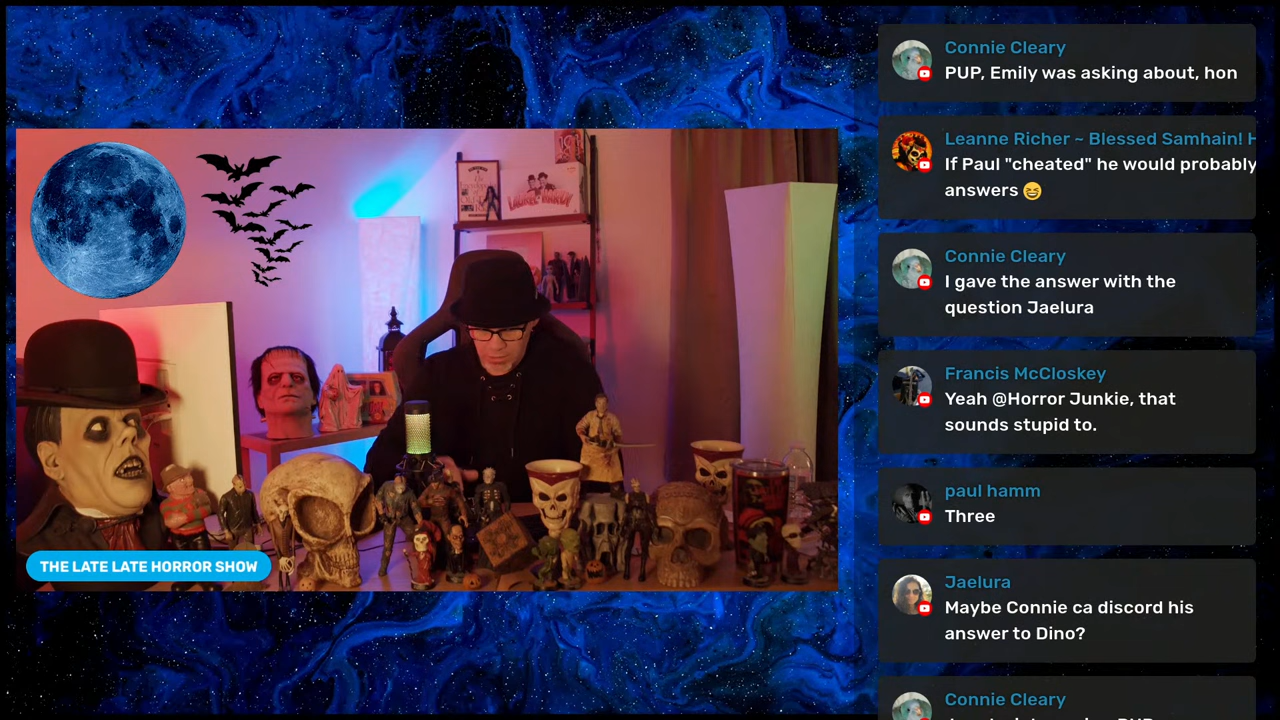 Connie Cleary
PUP, Emily was asking about, hon
Leanne Richer ~ Blessed Samhain!
If Paul "cheated" he would probably
answers 😆
Connie Cleary
I gave the answer with the
question Jaelura
Francis McCloskey
Yeah @Horror Junkie, that
sounds stupid to.
paul hamm
Three
Jaelura
Maybe Connie ca discord his
answer to Dino?
Connie Cleary
LAUREL HARDY
THE LATE LATE HORROR SHOW